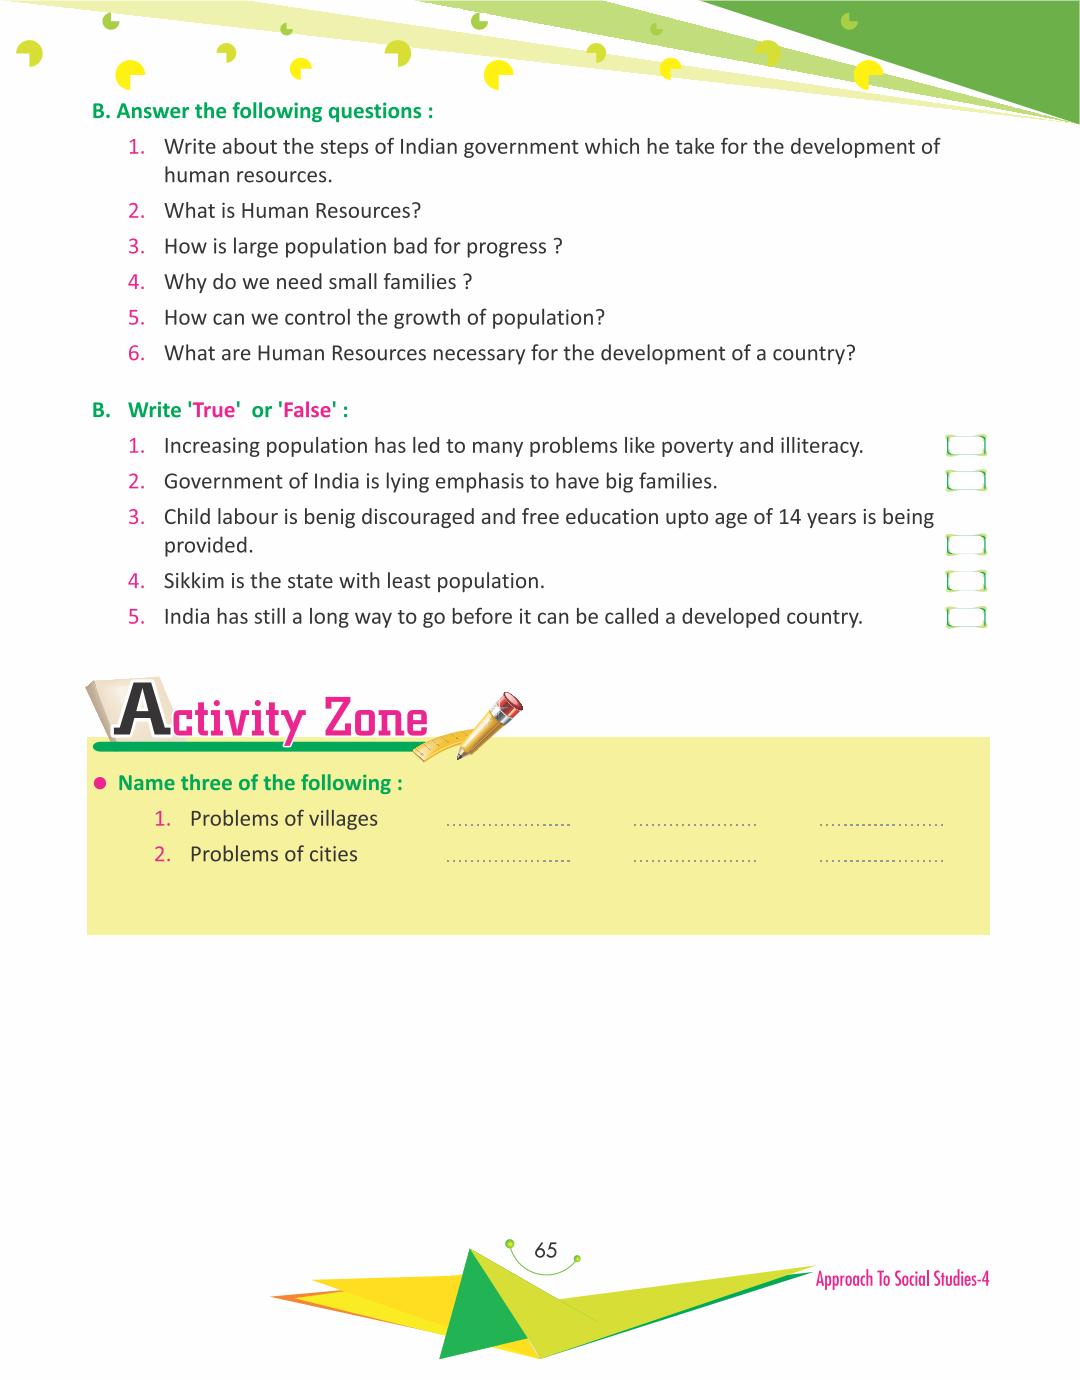 B. Answer the following questions :
1. Write about the steps of Indian government which he take for the development of
human resources.
2. What is Human Resources?
3. How is large population bad for progress ?
4. Why do we need small families ?
5. How can we control the growth of population?
6. What are Human Resources necessary for the development of a country?
B. Write 'True' or 'False' :
1. Increasing population has led to many problems like poverty and illiteracy.
2. Government of India is lying emphasis to have big families.
3. Child labour is benig discouraged and free education upto age of 14 years is being
provided.
4. Sikkim is the state with least population.
5. India has still a long way to go before it can be called a developed country.
Activity Zone
Name three of the following :
1. Problems of villages ..................... ..................... .....................
2. Problems of cities ..................... ..................... .....................
65
Approach To Social Studies-4